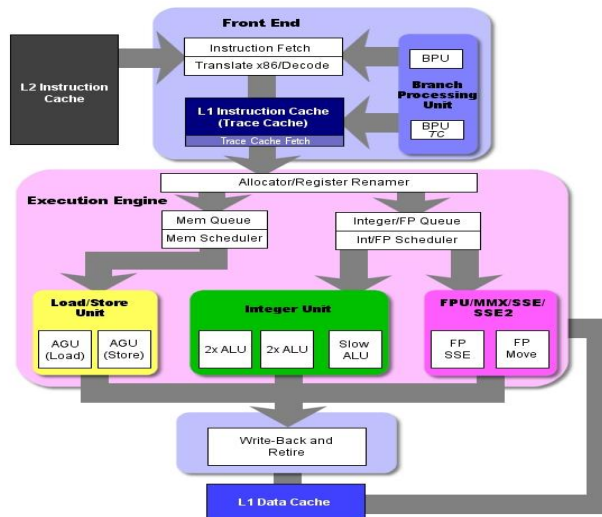 Front End
Instruction Fetch
Translate x86/Decode
BPU
Branch
Processing
Unit
BPU
TC
L2 Instruction
Cache
L1 Instruction Cache
(Trace Cache)
Trace Cache Fetch
Allocator/Register Renamer
Execution Engine
Mem Queue
Mem Scheduler
Integer/FP Queue
Int/FP Scheduler
Load/Store
Unit
AGU
(Load)
AGU
(Store)
Integer Unit
2x ALU
2x ALU
Slow
ALU
FPU/MMX/SSE/
SSE2
FP
SSE
FP
Move
Write-Back and
Retire
L1 Data Cache